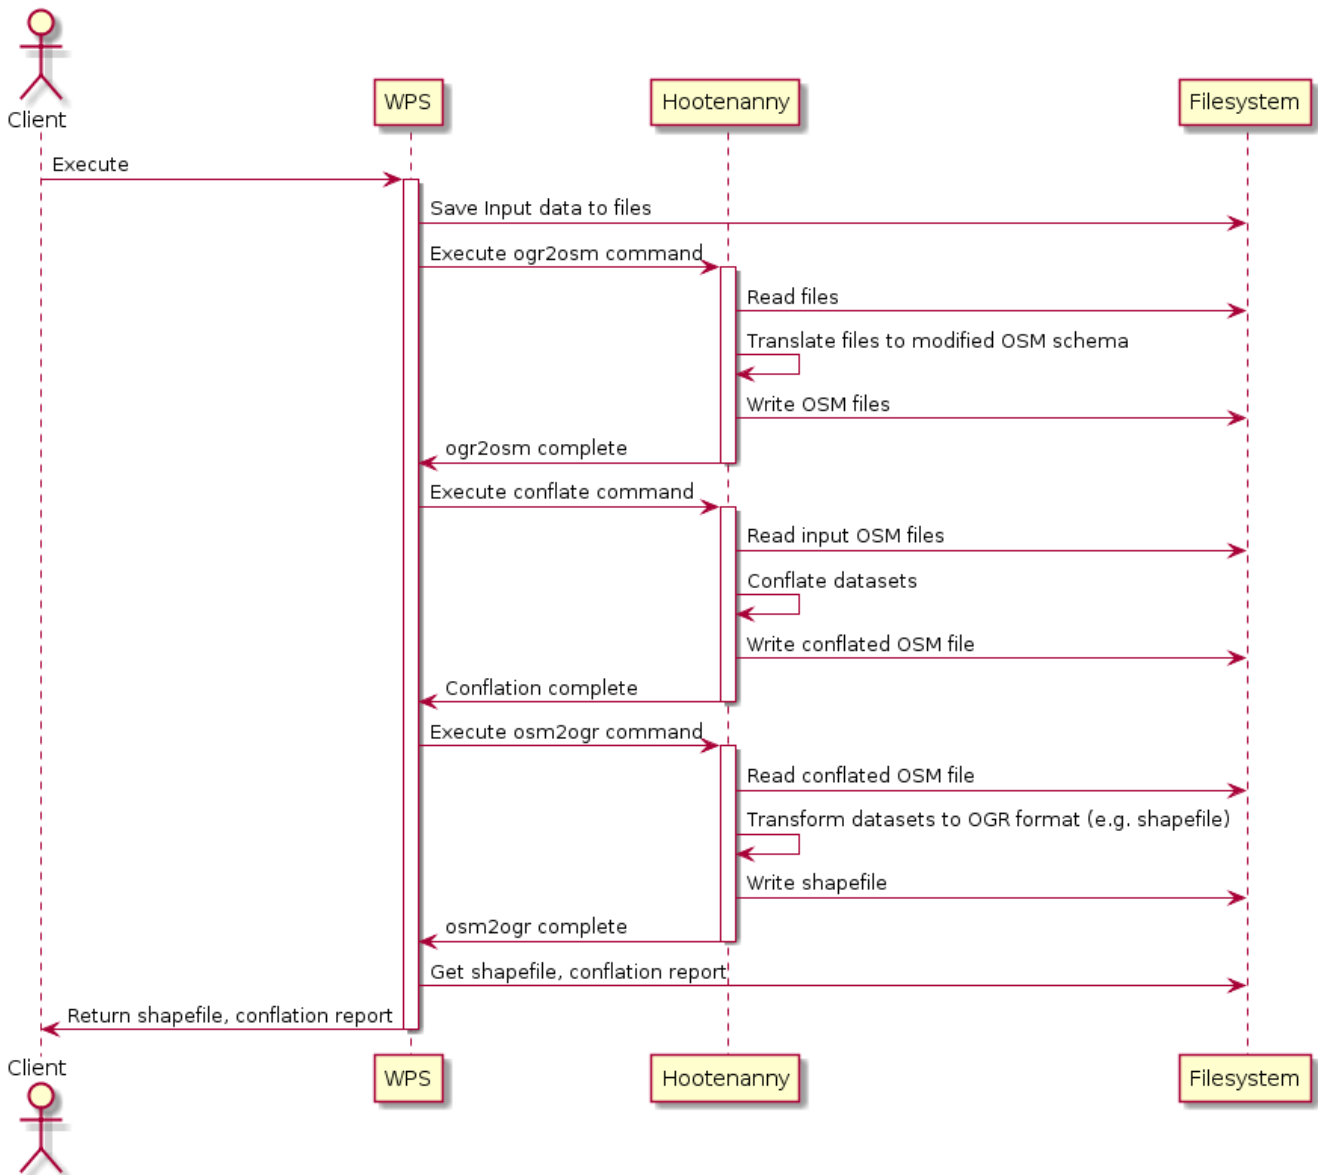 Client
WPS
Hootenanny
Filesystem
Execute
Save Input data to files
Execute ogr2osm command
Read files
Translate files to modified OSM schema
Write OSM files
ogr2osm complete
Execute conflate command
Read input OSM files
Conflate datasets
Write conflated OSM file
Conflation complete
Execute osm2ogr command
Read conflated OSM file
Transform datasets to OGR format (e.g. shapefile)
Write shapefile
osm2ogr complete
Get shapefile, conflation report
Return shapefile, conflation report
Client
WPS
Hootenanny
Filesystem